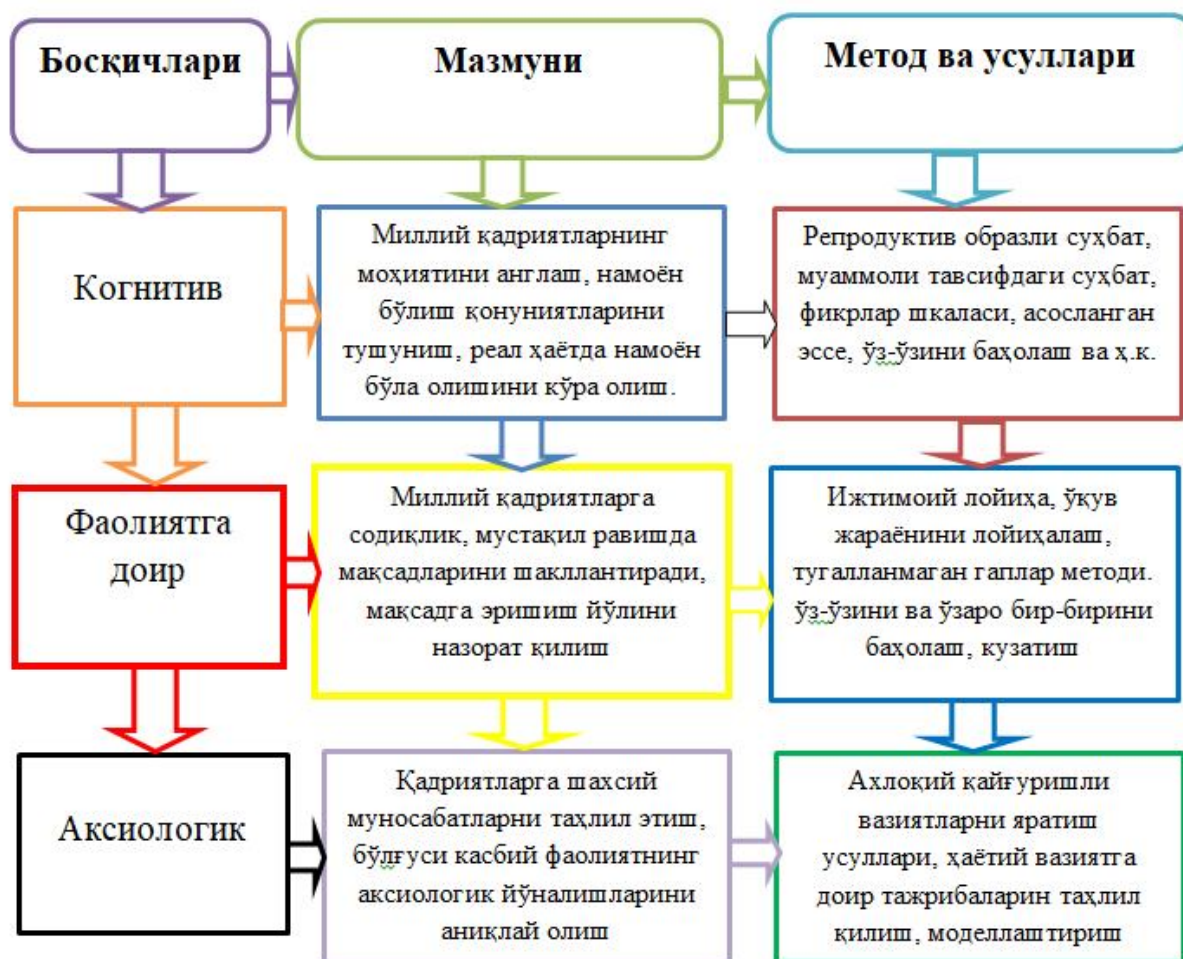 Босқичлари
Мазмуни
Метод ва усуллари
Когнитив
Миллий қадриятларнинг
моҳиятини англаш, намоён
бўлиш қонуниятларини
тушуниш, реал ҳаётда намоён
бўла олишини кўра олиш.
Репродуктив образли суҳбат,
муаммоли тавсифдаги суҳбат,
фикрлар шкаласи, асосланган
эссе, ўз-ўзини баҳолаш ва ҳ.к.
Фаолиятга
доир
Миллий қадриятларга
содиқлик, мустақил равишда
мақсадларини шакллантиради,
мақсадга эришиш йўлини
назорат қилиш
Ижтимоий лойиҳа, ўқув
жараёнини лойиҳалаш,
тугалланмаган гаплар методи.
ўз-ўзини ва ўзаро бир-бирини
баҳолаш, кузатиш
Аксиологик
Қадриятларга шахсий
муносабатларни таҳлил этиш,
бўлғуси касбий фаолиятнинг
аксиологик йўналишларини
аниқлай олиш
Ахлоқий қайғуришли
вазиятларни яратиш
усуллари, ҳаётий вазиятга
доир тажрибаларин таҳлил
қилиш, моделлаштириш